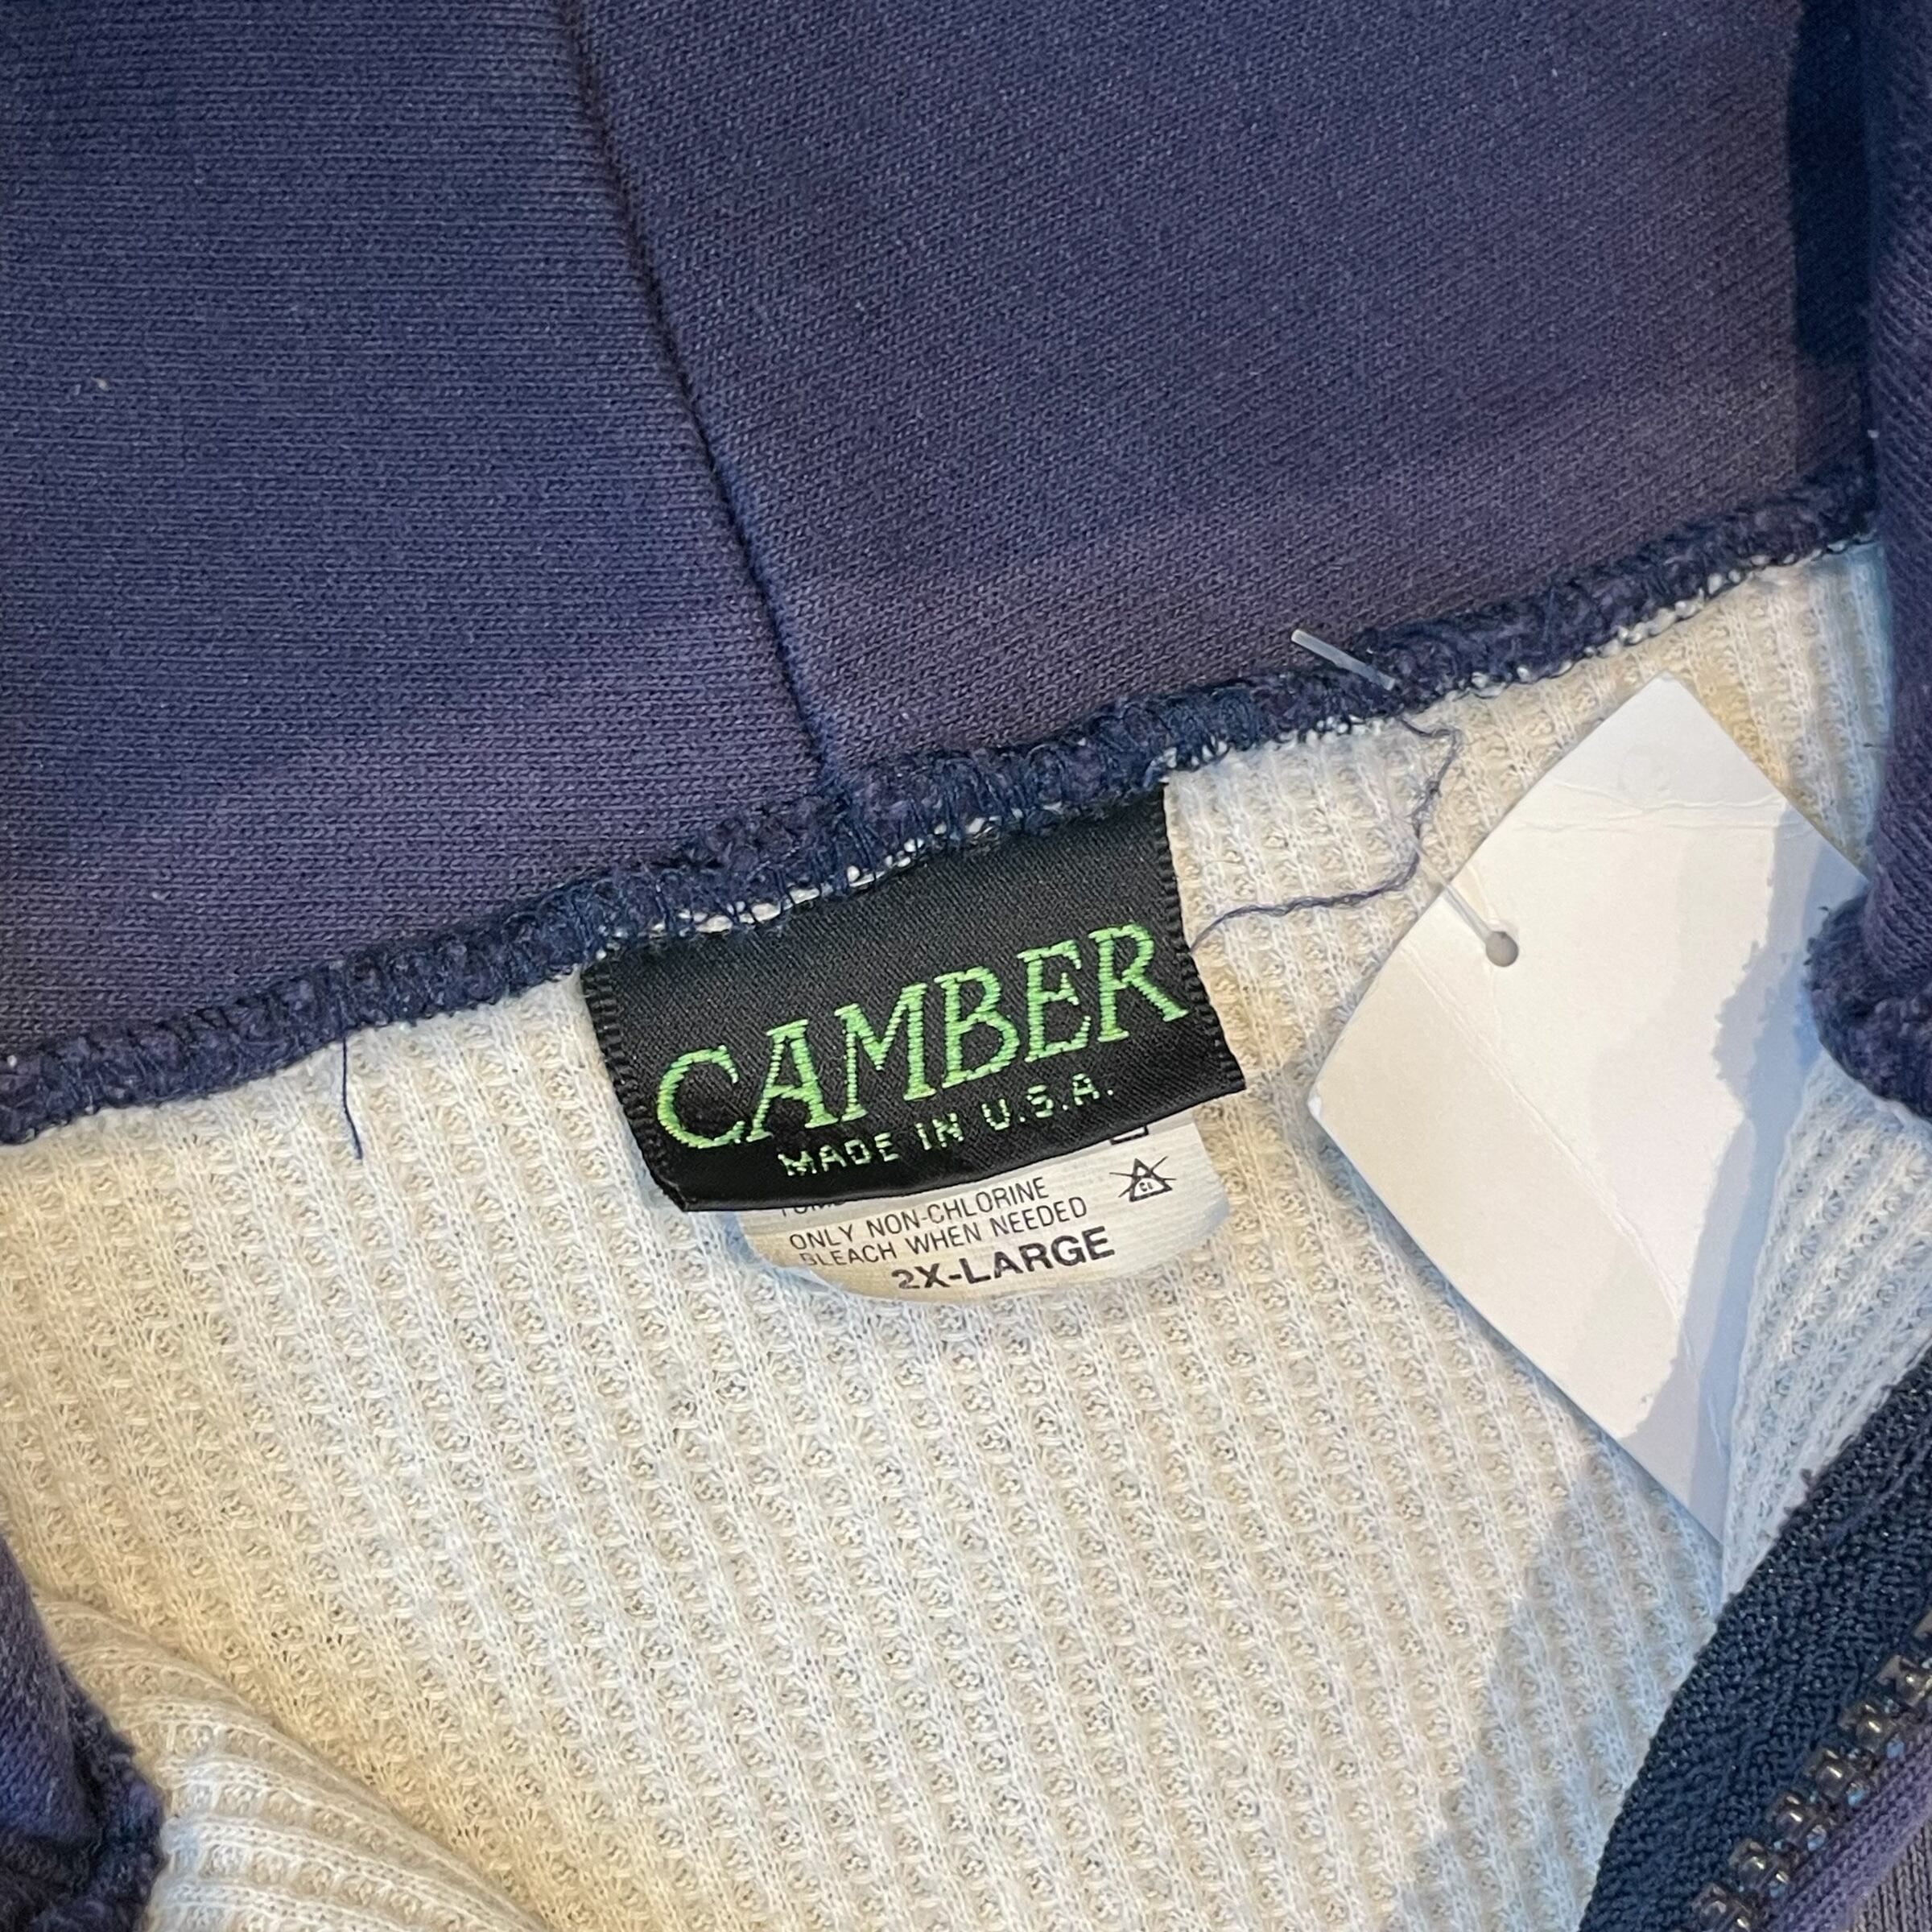 CAMBER
MADE IN U.S.A.
ONLY NON-CHLORINE
BLEACH WHEN NEEDED
2X-LARGE